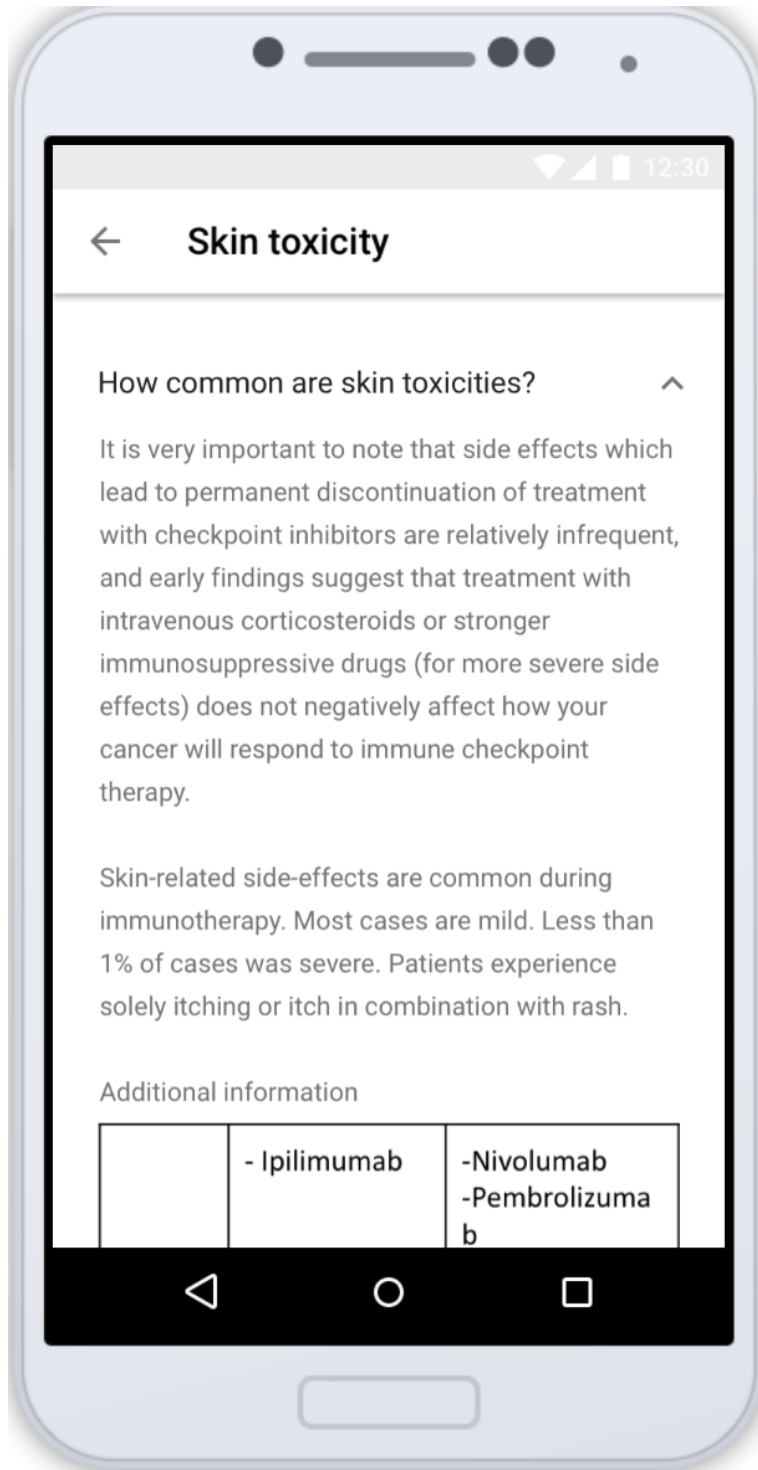 12:30
Skin toxicity
How common are skin toxicities?
It is very important to note that side effects which
lead to permanent discontinuation of treatment
with checkpoint inhibitors are relatively infrequent,
and early findings suggest that treatment with
intravenous corticosteroids or stronger
immunosuppressive drugs (for more severe side
effects) does not negatively affect how your
cancer will respond to immune checkpoint
therapy.
Skin-related side-effects are common during
immunotherapy. Most cases are mild. Less than
1% of cases was severe. Patients experience
solely itching or itch in combination with rash.
Additional information
- Ipilimumab
-Nivolumab
-Pembrolizuma
b